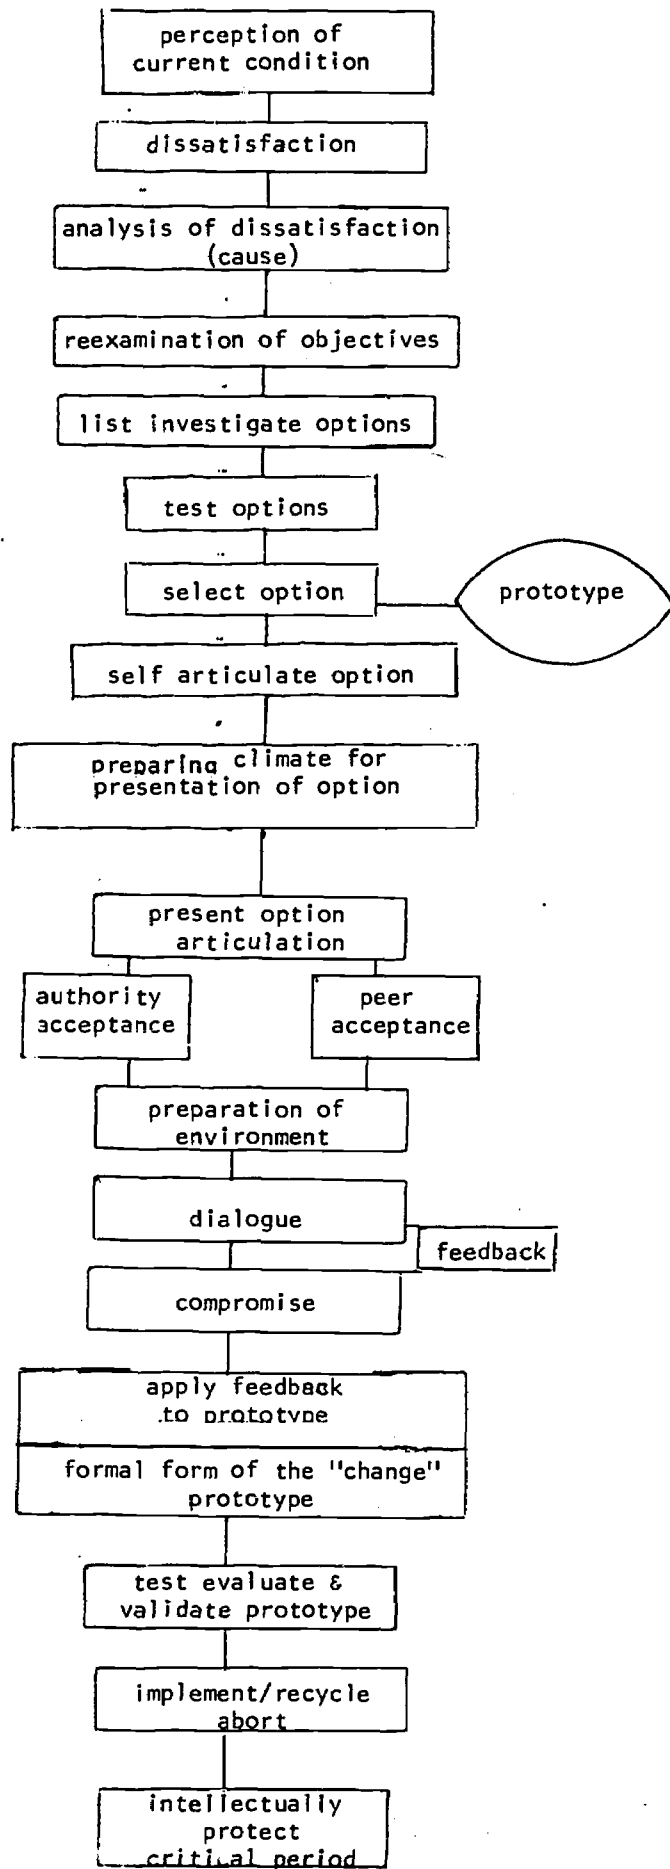 perception of
current condition
dissatisfaction
analysis of dissatisfaction
(cause)
reexamination of objectives
list investigate options
test options
select option
prototype
self articulate option
preparing climate for
presentation of option
present option
articulation
authority
acceptance
peer
acceptance
preparation of
environment
dialogue
feedback
compromise
apply feedback
to prototype
formal form of the "change"
prototype
test evaluate &
validate prototype
implement/recycle
abort
intellectually
protect
critical period